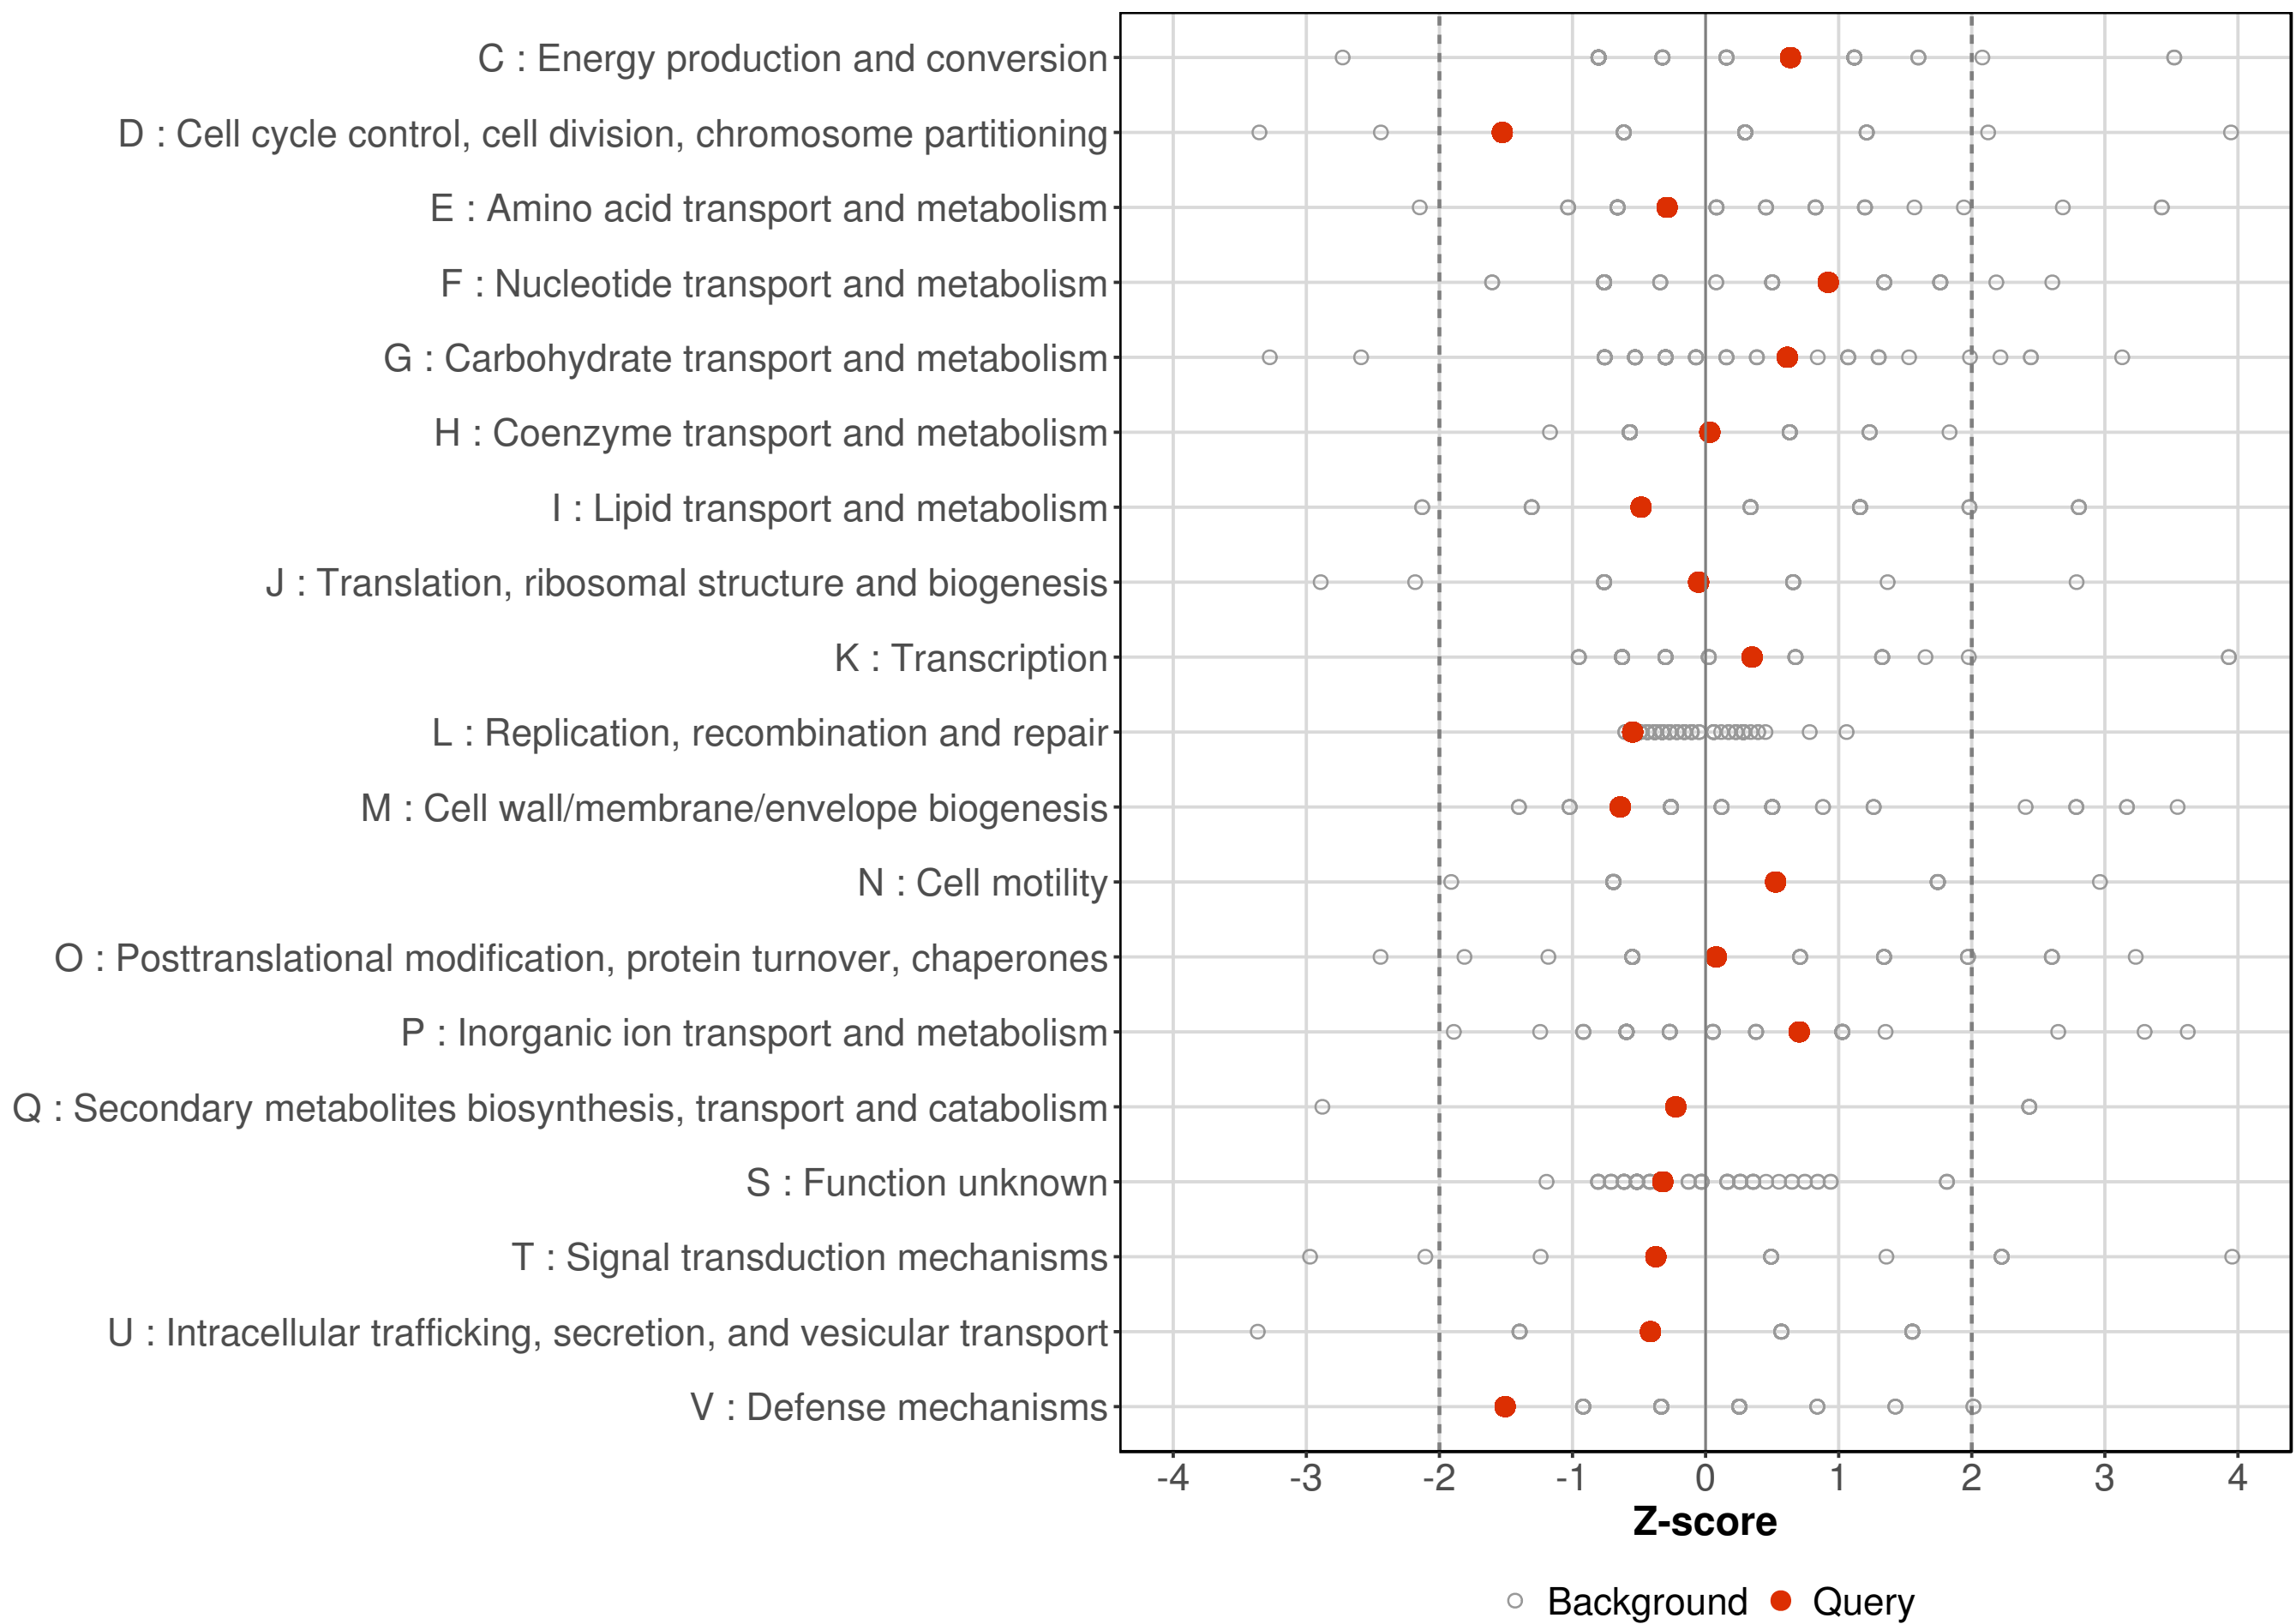 C : Energy production and conversion
D : Cell cycle control, cell division, chromosome partitioning
E : Amino acid transport and metabolism
F : Nucleotide transport and metabolism
G : Carbohydrate transport and metabolism
H : Coenzyme transport and metabolism
I : Lipid transport and metabolism
J : Translation, ribosomal structure and biogenesis
K : Transcription
L : Replication, recombination and repair
M : Cell wall/membrane/envelope biogenesis
N : Cell motility
O : Posttranslational modification, protein turnover, chaperones
P : Inorganic ion transport and metabolism
Q : Secondary metabolites biosynthesis, transport and catabolism
S : Function unknown
T : Signal transduction mechanisms
U : Intracellular trafficking, secretion, and vesicular transport
V : Defense mechanisms
-4 -3 -2 -1 0 1 2 3 4
Z-score
Background Query